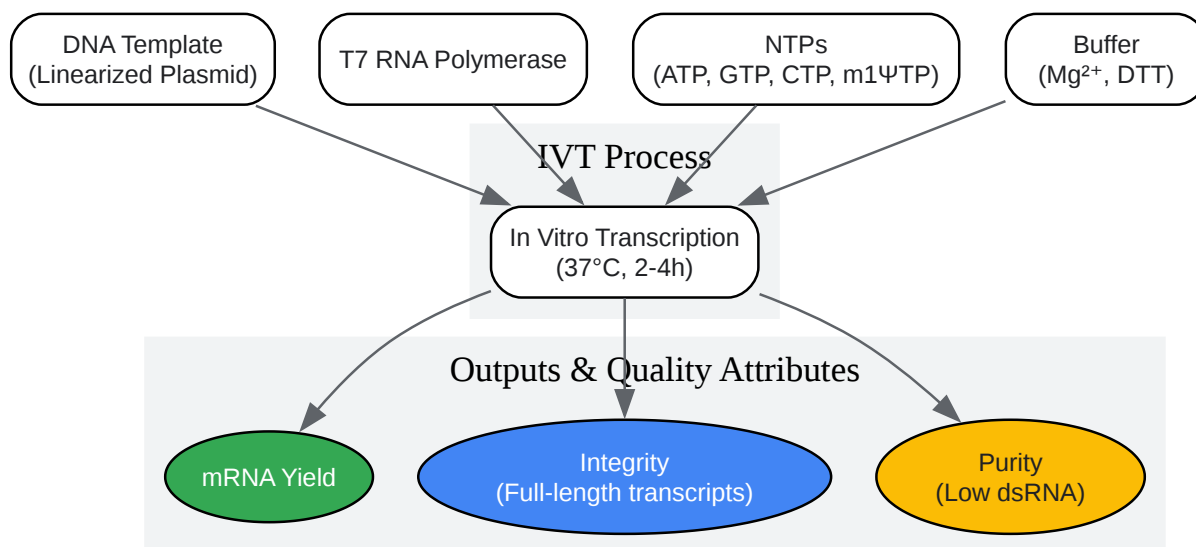 DNA Template
(Linearized Plasmid)
T7 RNA Polymerase
NTPs
(ATP, GTP, CTP, m1ΨTP)
Buffer
(Mg²⁺, DTT)
IVT Process
In Vitro Transcription
(37°C, 2-4h)
Outputs & Quality Attributes
mRNA Yield
Integrity
(Full-length transcripts)
Purity
(Low dsRNA)